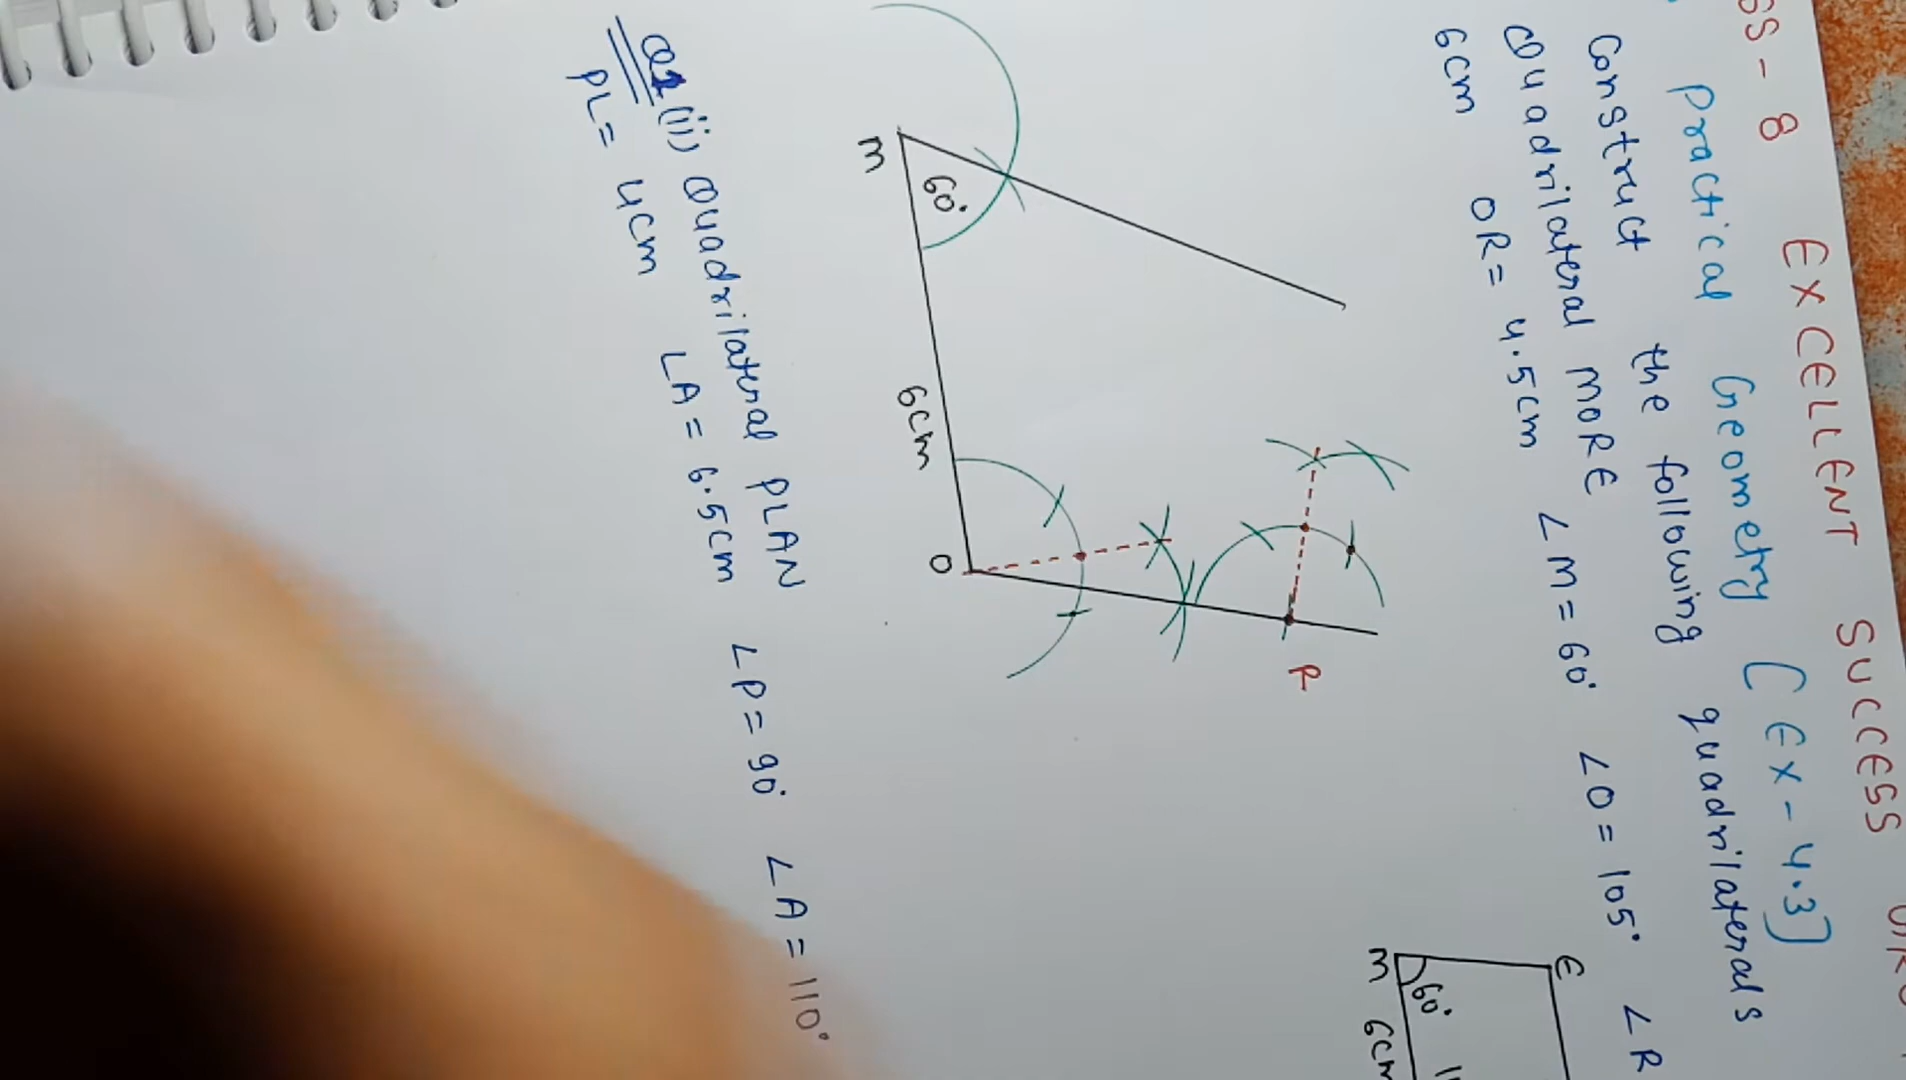 EXCELLENT SUCCESS
- 8 Practical Geometry [Ex - 4.3]
Construct the following quadrilaterals
Quadrilateral MORE ∠M = 60° ∠O = 105° ∠R
6cm OR = 4.5cm
E
M 60°
6cm
R
M 60° 6cm O
(ii) Quadrilateral PLAN ∠P = 90° ∠A = 110°
PL = 4cm LA = 6.5cm